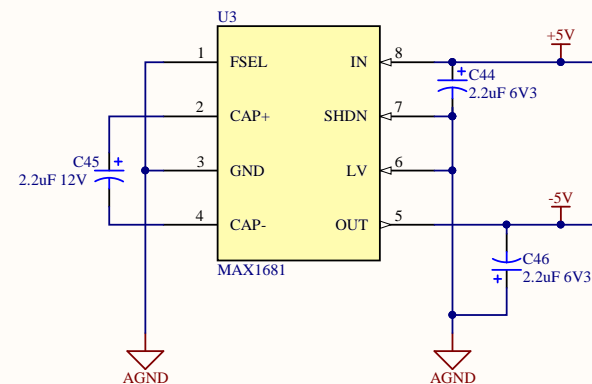 U3
+5V
1 FSEL IN 8
C44
2.2uF 6V3
2 CAP+ SHDN 7
C45
2.2uF 12V
3 GND LV 6
-5V
4 CAP- OUT 5
MAX1681
C46
2.2uF 6V3
AGND AGND